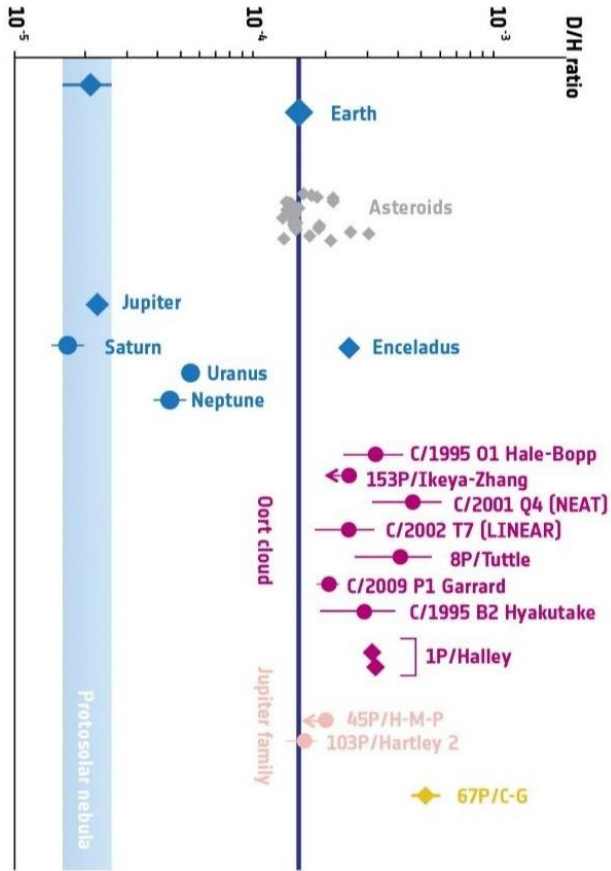 10-5
10-4
10-3
D/H ratio
Earth
Asteroids
Jupiter
Saturn
Enceladus
Uranus
Neptune
C/1995 O1 Hale-Bopp
153P/Ikeya-Zhang
C/2001 Q4 (NEAT)
C/2002 T7 (LINEAR)
8P/Tuttle
C/2009 P1 Garrard
C/1995 B2 Hyakutake
1P/Halley
Oort cloud
45P/H-M-P
103P/Hartley 2
Jupiter family
67P/C-G
Protosolar nebula